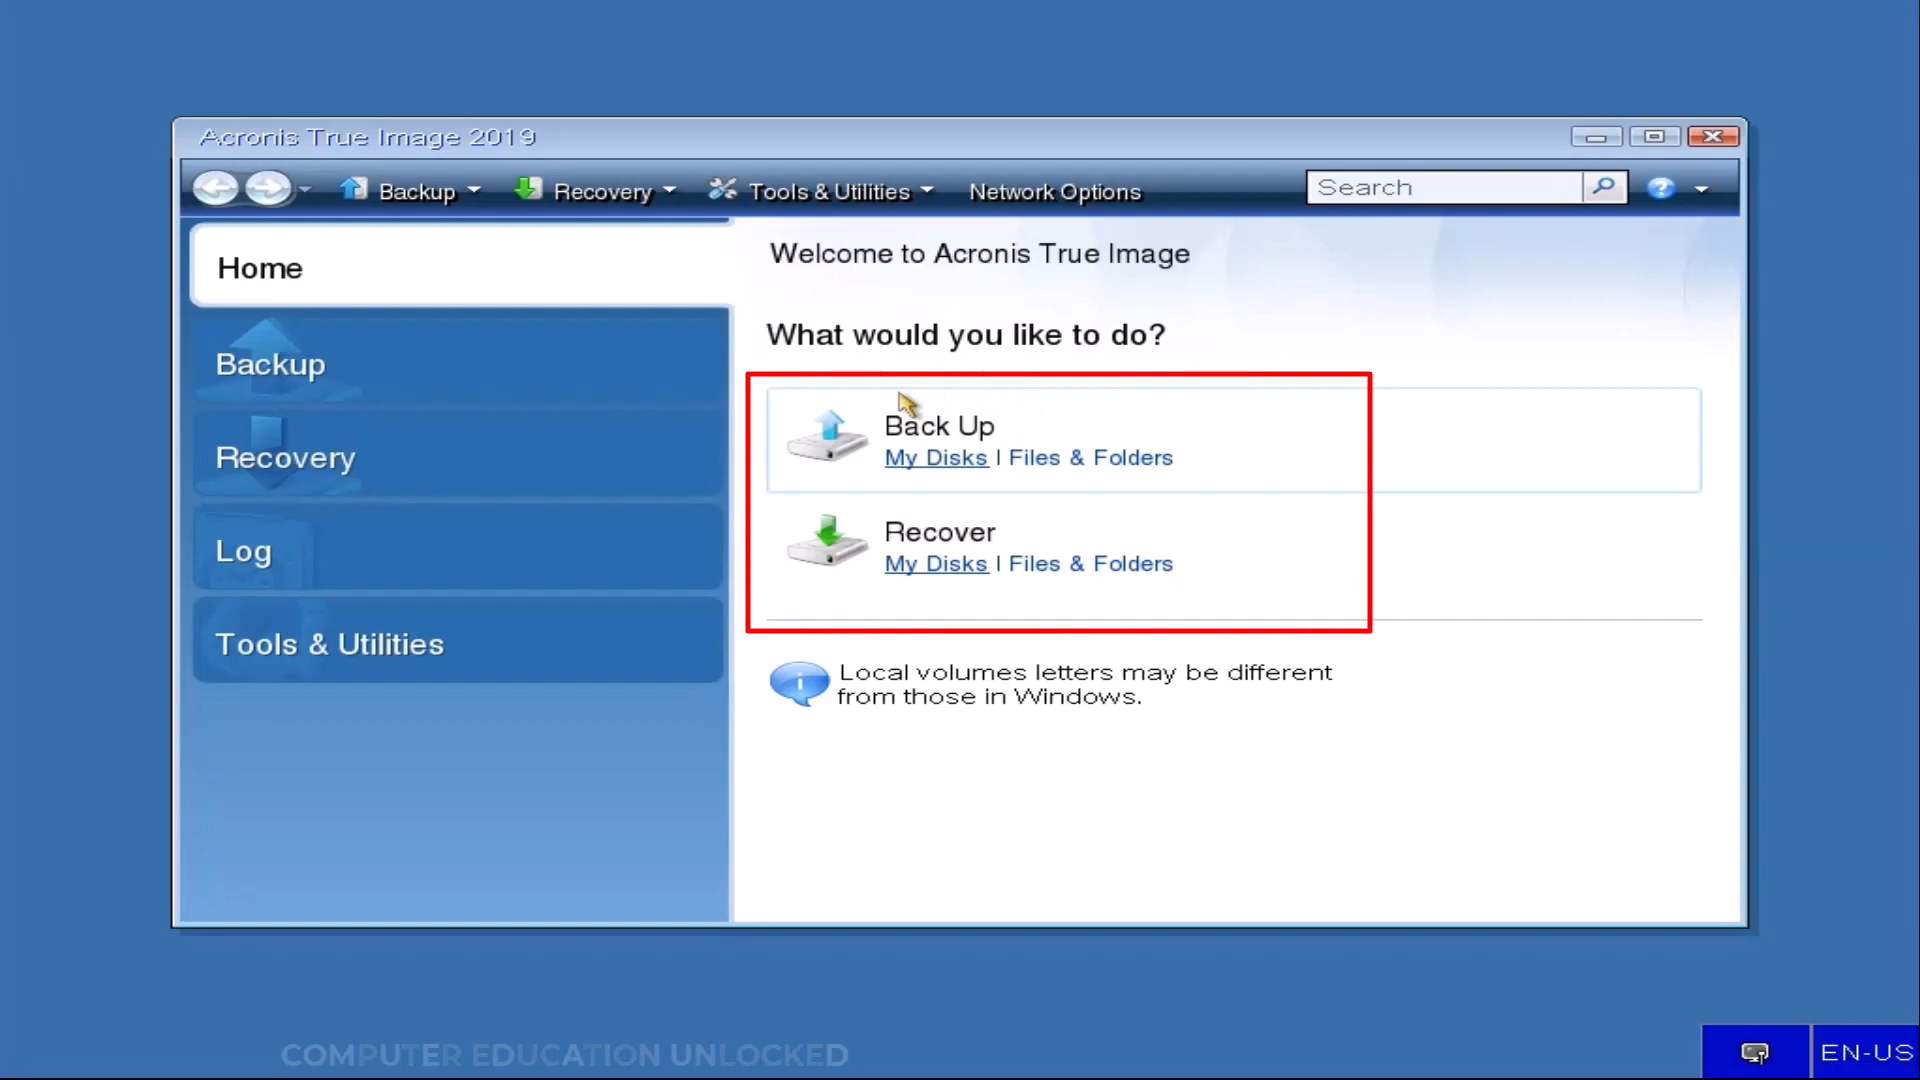 Acronis True Image 2019
Backup Recovery Tools & Utilities Network Options Search
Home
Backup
Recovery
Log
Tools & Utilities
Welcome to Acronis True Image
What would you like to do?
Back Up
My Disks | Files & Folders
Recover
My Disks | Files & Folders
Local volumes letters may be different
from those in Windows.
COMPUTER EDUCATION UNLOCKED
EN-US